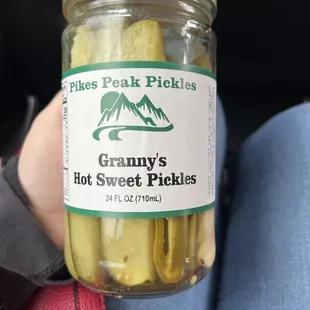 Pikes Peak Pickles
Granny's
Hot Sweet Pickles
24 FL OZ (710mL)